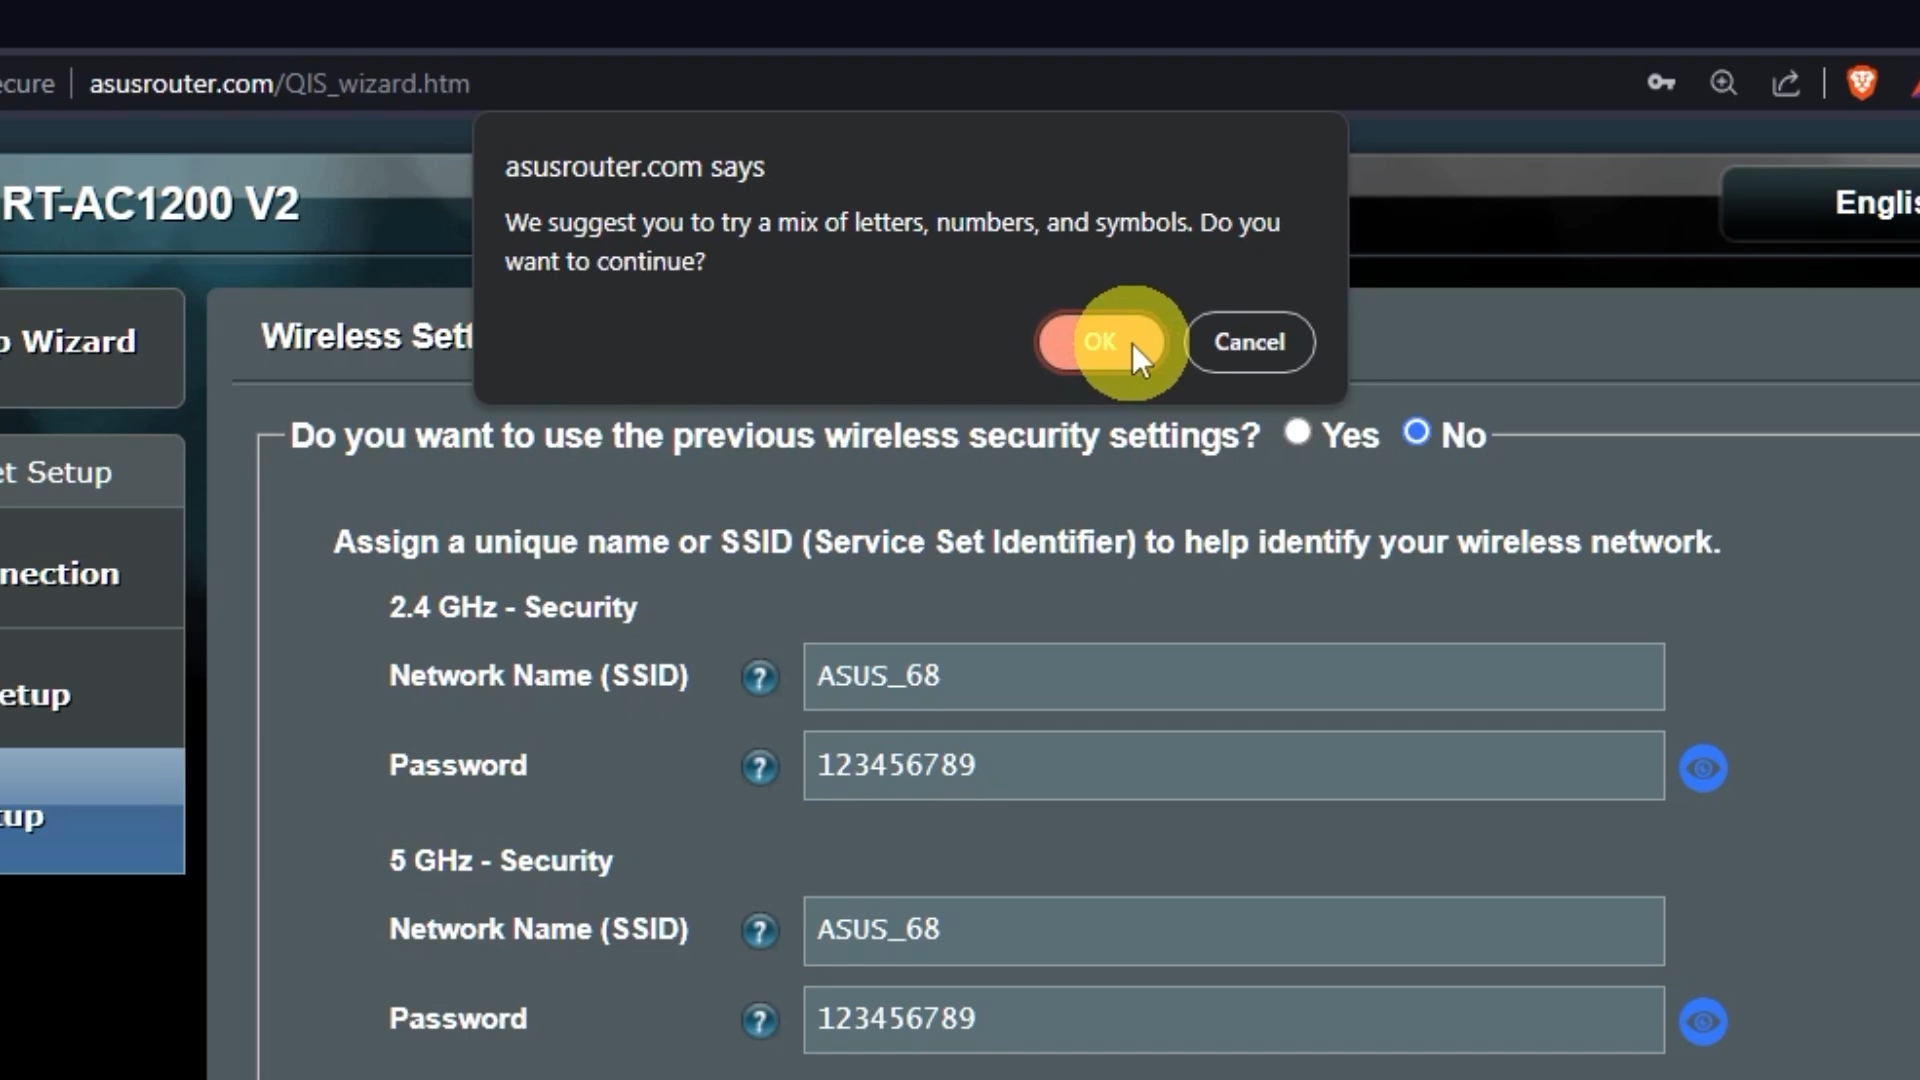 ecure | asusrouter.com/QIS_wizard.htm
asusrouter.com says
RT-AC1200 V2
We suggest you to try a mix of letters, numbers, and symbols. Do you
want to continue?
Englis
OK
Cancel
p Wizard
Wireless Sett
Do you want to use the previous wireless security settings? Yes No
et Setup
Assign a unique name or SSID (Service Set Identifier) to help identify your wireless network.
nection
2.4 GHz - Security
Network Name (SSID) ? ASUS_68
etup
Password ? 123456789
tup
5 GHz - Security
Network Name (SSID) ? ASUS_68
Password ? 123456789